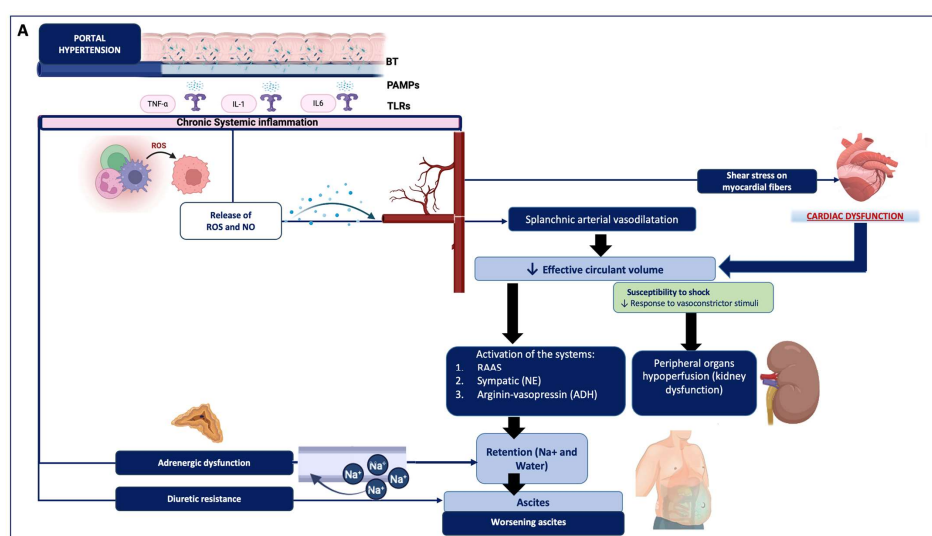 A
PORTAL
HYPERTENSION
BT
PAMPs
TNF-α
IL-1
IL6
TLRs
Chronic Systemic inflammation
ROS
Release of
ROS and NO
Shear stress on
myocardial fibers
CARDIAC DYSFUNCTION
Splanchnic arterial vasodilatation
↓ Effective circulant volume
Susceptibility to shock
↓ Response to vasoconstrictor stimuli
Activation of the systems:
1. RAAS
2. Sympatic (NE)
3. Arginin-vasopressin (ADH)
Peripheral organs
hypoperfusion (kidney
dysfunction)
Adrenergic dysfunction
Na+
Na+
Na+
Na+
Retention (Na+ and
Water)
Diuretic resistance
Ascites
Worsening ascites